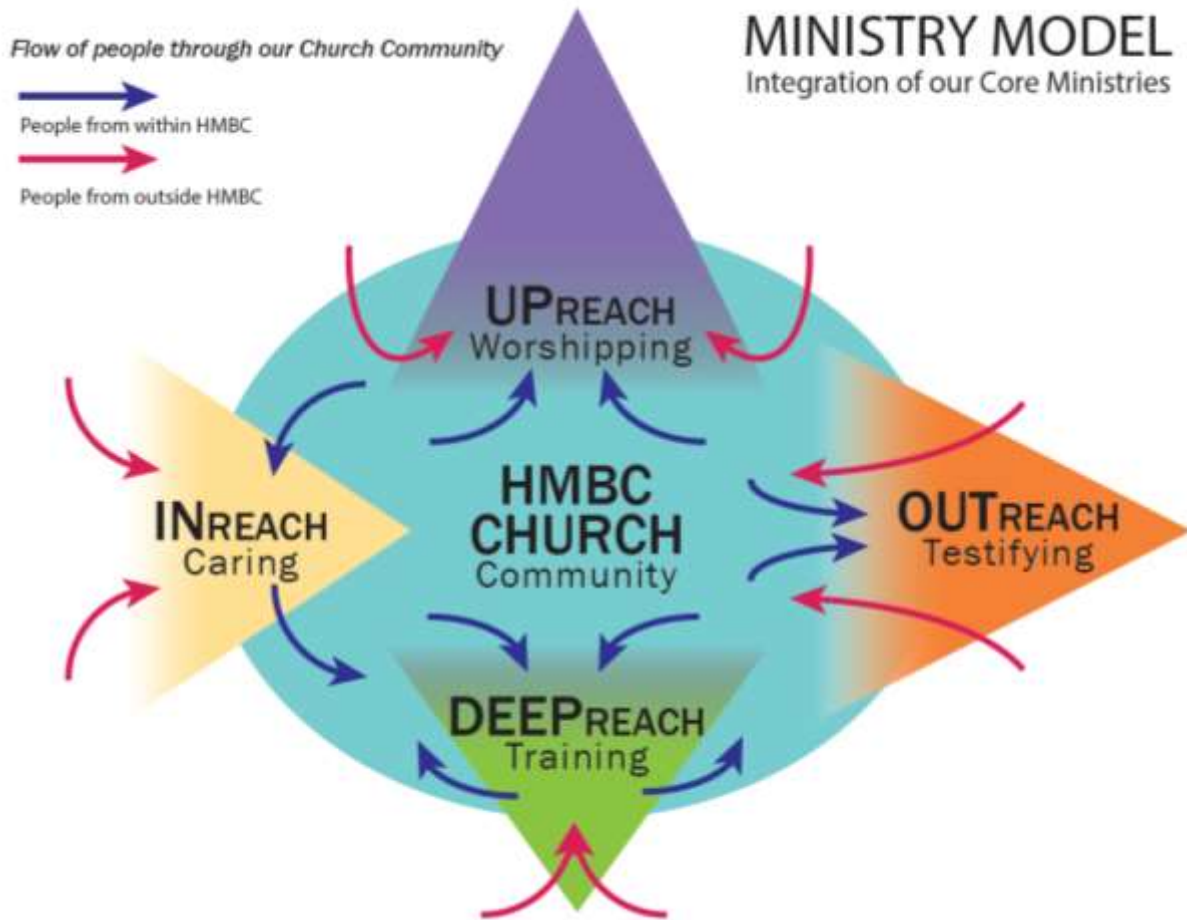 Flow of people through our Church Community
People from within HMBC
People from outside HMBC
MINISTRY MODEL
Integration of our Core Ministries
UPREACH
Worshipping
INREACH
Caring
HMBC
CHURCH
Community
OUTREACH
Testifying
DEEPREACH
Training